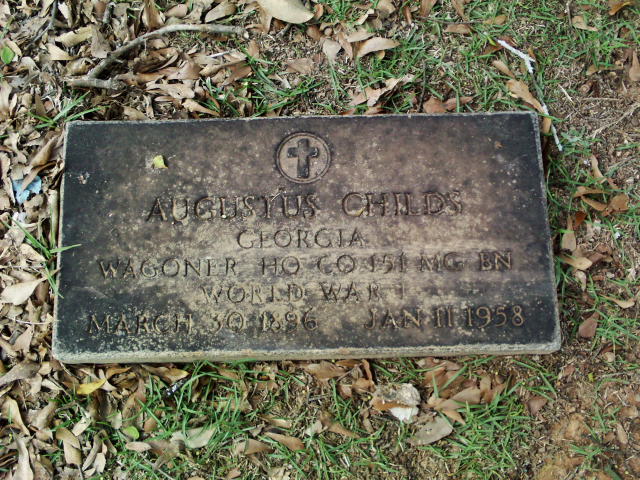 AUGUSTUS CHILDS
GEORGIA
WAGONER HQ CO 151 MG BN
WORLD WAR I
MARCH 30 1896 JAN 11 1958